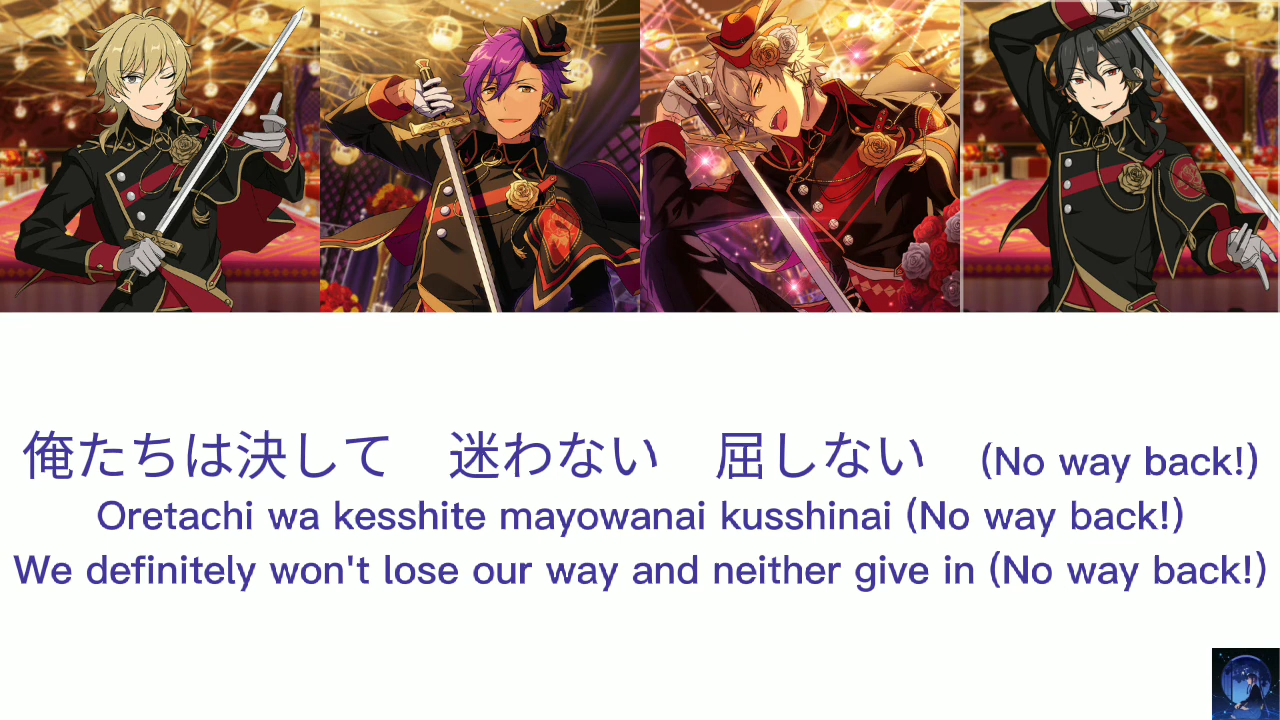 俺たちは決して　迷わない　屈しない　(No way back!)
Oretachi wa kesshite mayowanai kusshinai (No way back!)
We definitely won't lose our way and neither give in (No way back!)